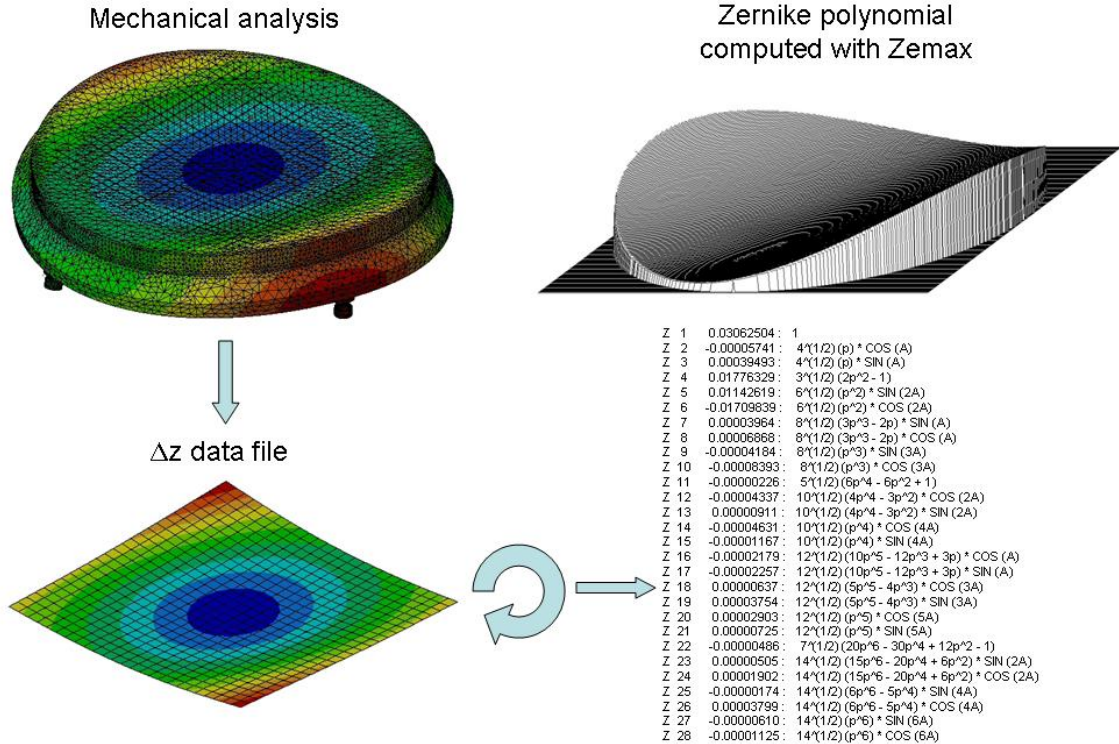 Mechanical analysis
Zernike polynomial
computed with Zemax
Δz data file
Z 1 0.03062504 : 1
Z 2 -0.00005741 : 4^(1/2) (p) * COS (A)
Z 3 0.00039493 : 4^(1/2) (p) * SIN (A)
Z 4 0.01776329 : 3^(1/2) (2p^2 - 1)
Z 5 0.01142619 : 6^(1/2) (p^2) * SIN (2A)
Z 6 -0.01709839 : 6^(1/2) (p^2) * COS (2A)
Z 7 0.00003964 : 8^(1/2) (3p^3 - 2p) * SIN (A)
Z 8 0.00006868 : 8^(1/2) (3p^3 - 2p) * COS (A)
Z 9 -0.00004184 : 8^(1/2) (p^3) * SIN (3A)
Z 10 -0.00008393 : 8^(1/2) (p^3) * COS (3A)
Z 11 -0.00000226 : 5^(1/2) (6p^4 - 6p^2 + 1)
Z 12 -0.00004337 : 10^(1/2) (4p^4 - 3p^2) * COS (2A)
Z 13 0.00000911 : 10^(1/2) (4p^4 - 3p^2) * SIN (2A)
Z 14 -0.00004631 : 10^(1/2) (p^4) * COS (4A)
Z 15 -0.00001167 : 10^(1/2) (p^4) * SIN (4A)
Z 16 -0.00002179 : 12^(1/2) (10p^5 - 12p^3 + 3p) * COS (A)
Z 17 -0.00002257 : 12^(1/2) (10p^5 - 12p^3 + 3p) * SIN (A)
Z 18 0.00000637 : 12^(1/2) (5p^5 - 4p^3) * COS (3A)
Z 19 0.00003754 : 12^(1/2) (5p^5 - 4p^3) * SIN (3A)
Z 20 0.00002903 : 12^(1/2) (p^5) * COS (5A)
Z 21 0.00000725 : 12^(1/2) (p^5) * SIN (5A)
Z 22 -0.00000486 : 7^(1/2) (20p^6 - 30p^4 + 12p^2 - 1)
Z 23 0.00000505 : 14^(1/2) (15p^6 - 20p^4 + 6p^2) * SIN (2A)
Z 24 0.00001902 : 14^(1/2) (15p^6 - 20p^4 + 6p^2) * COS (2A)
Z 25 -0.00000174 : 14^(1/2) (6p^6 - 5p^4) * SIN (4A)
Z 26 0.00003799 : 14^(1/2) (6p^6 - 5p^4) * COS (4A)
Z 27 -0.00000610 : 14^(1/2) (p^6) * SIN (6A)
Z 28 -0.00001125 : 14^(1/2) (p^6) * COS (6A)